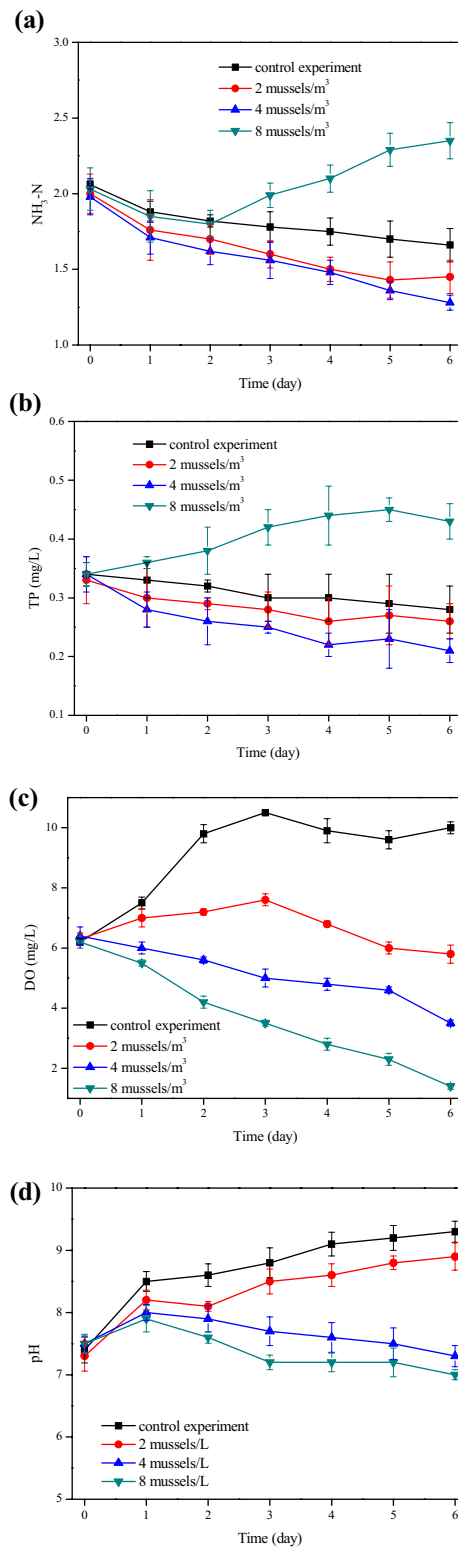 (a)
3.0
2.5
2.0
1.5
1.0
NH3-N
control experiment
2 mussels/m³
4 mussels/m³
8 mussels/m³
0 1 2 3 4 5 6
Time (day)
(b)
0.6
0.5
0.4
0.3
0.2
0.1
TP (mg/L)
control experiment
2 mussels/m³
4 mussels/m³
8 mussels/m³
0 1 2 3 4 5 6
Time (day)
(c)
10
8
6
4
2
DO (mg/L)
control experiment
2 mussels/m³
4 mussels/m³
8 mussels/m³
0 1 2 3 4 5 6
Time (day)
(d)
10
9
8
7
6
5
pH
control experiment
2 mussels/L
4 mussels/L
8 mussels/L
0 1 2 3 4 5 6
Time (day)